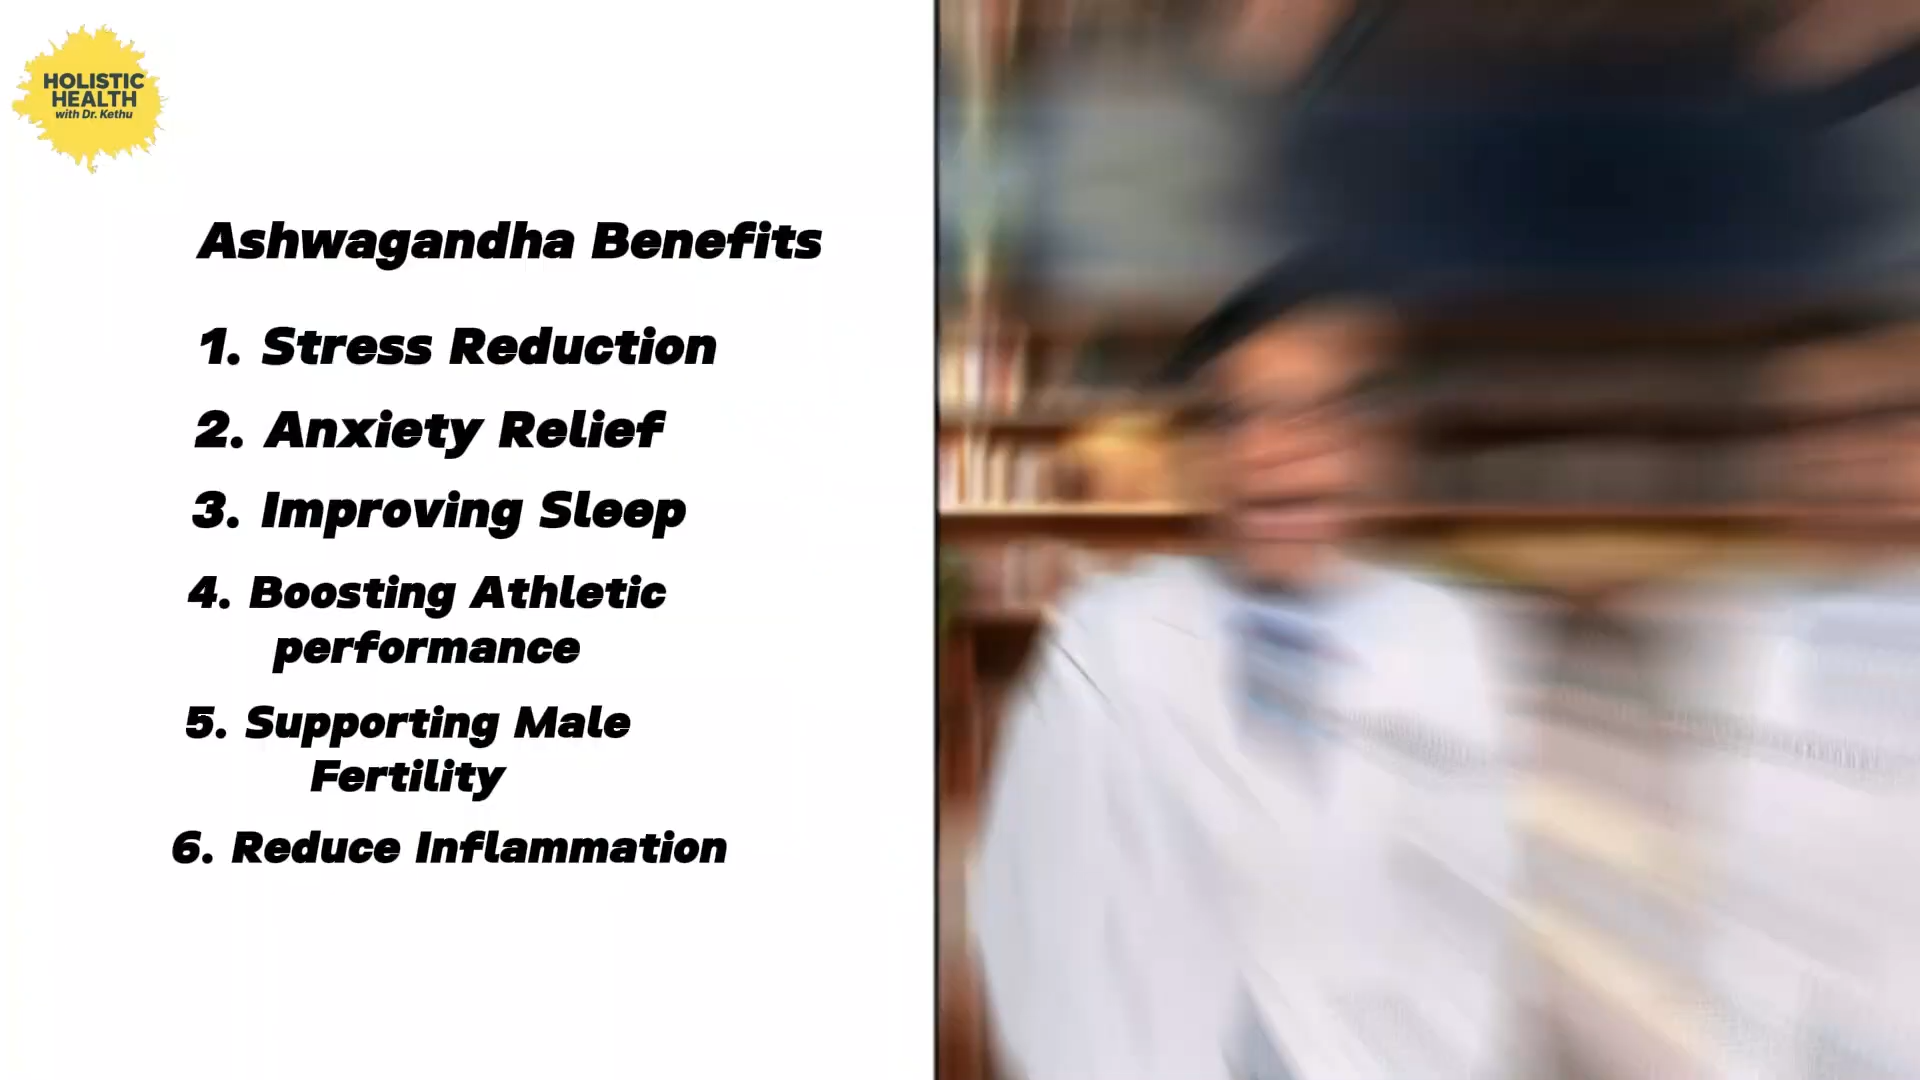 HOLISTIC
HEALTH
with Dr. Kethu
Ashwagandha Benefits
1. Stress Reduction
2. Anxiety Relief
3. Improving Sleep
4. Boosting Athletic
performance
5. Supporting Male
Fertility
6. Reduce Inflammation